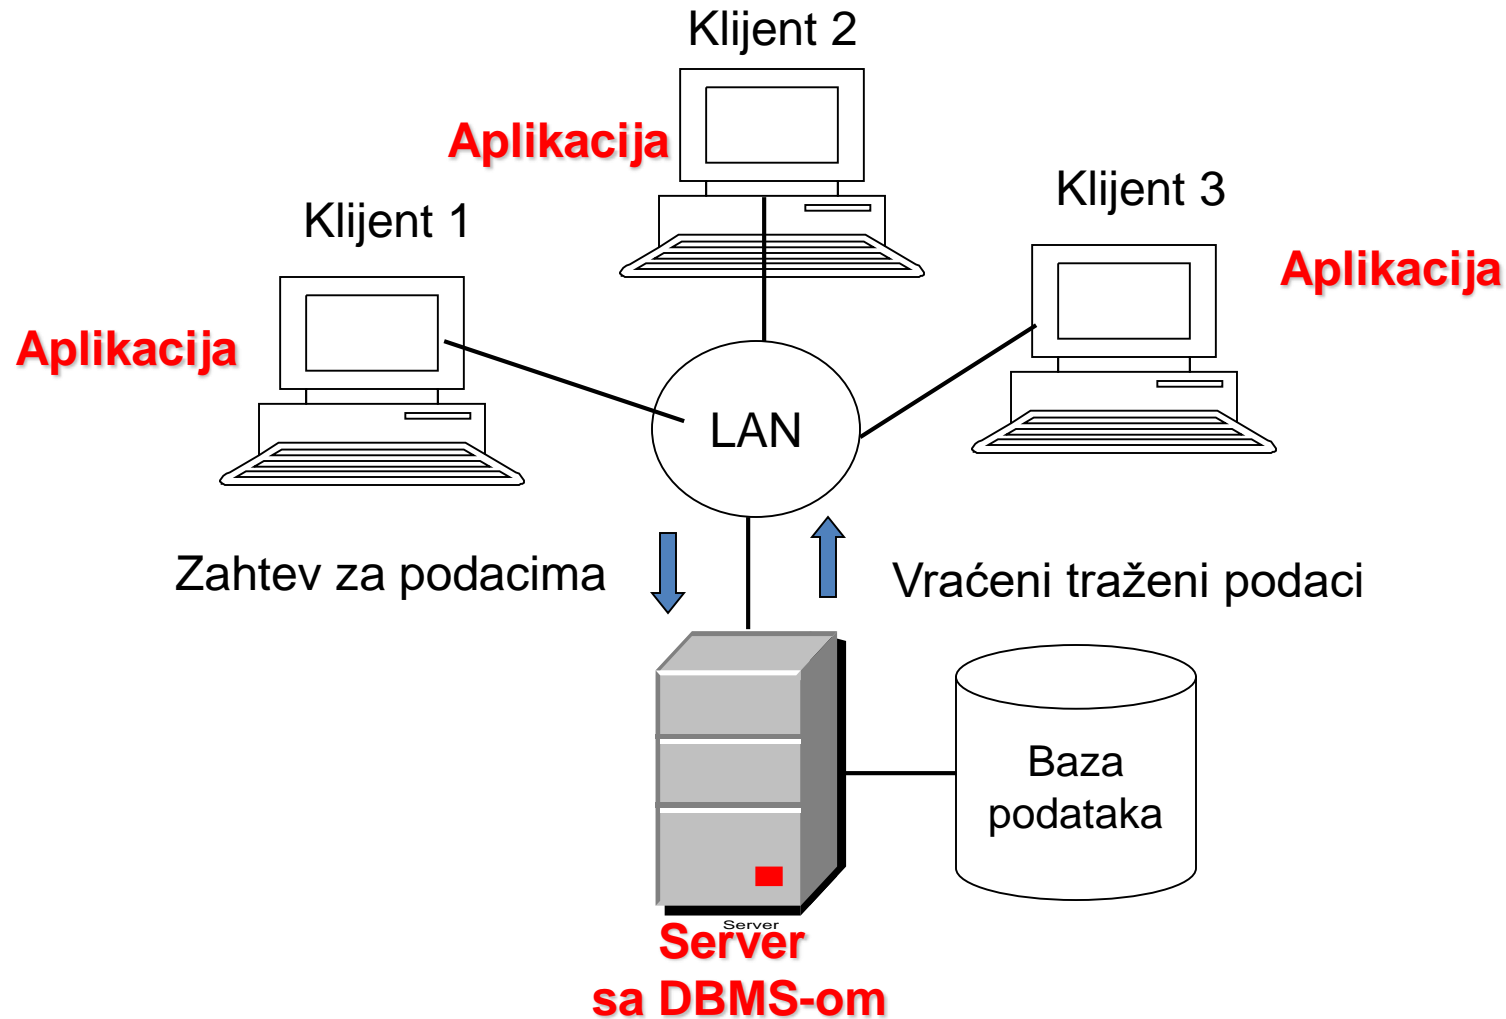 Klijent 2
Aplikacija
Klijent 3
Klijent 1
Aplikacija
Aplikacija
LAN
Zahtev za podacima
Vraćeni traženi podaci
Baza
podataka
Server
Server
sa DBMS-om